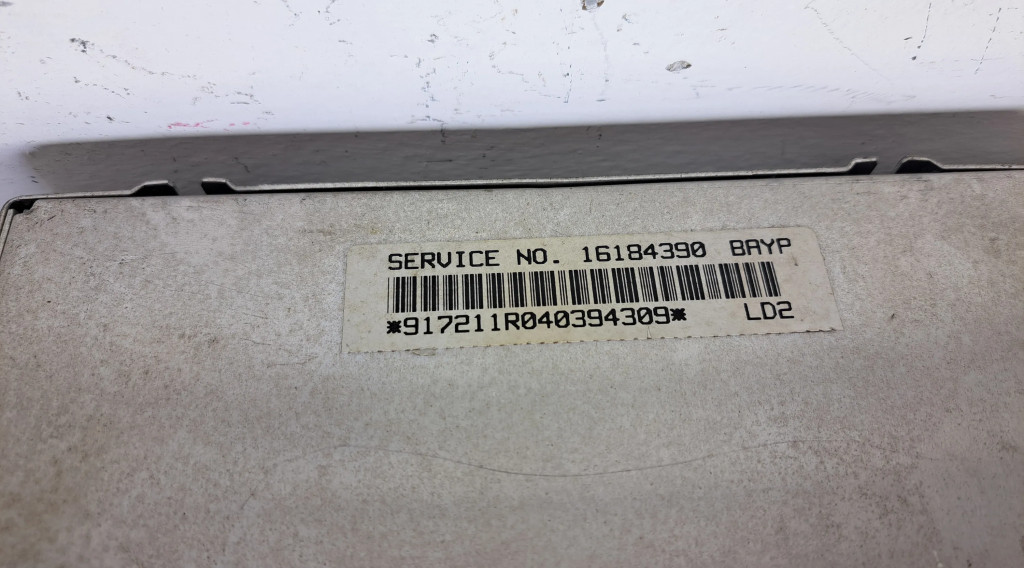 SERVICE NO. 16184390 BAYP
*917211R040394309* LD2